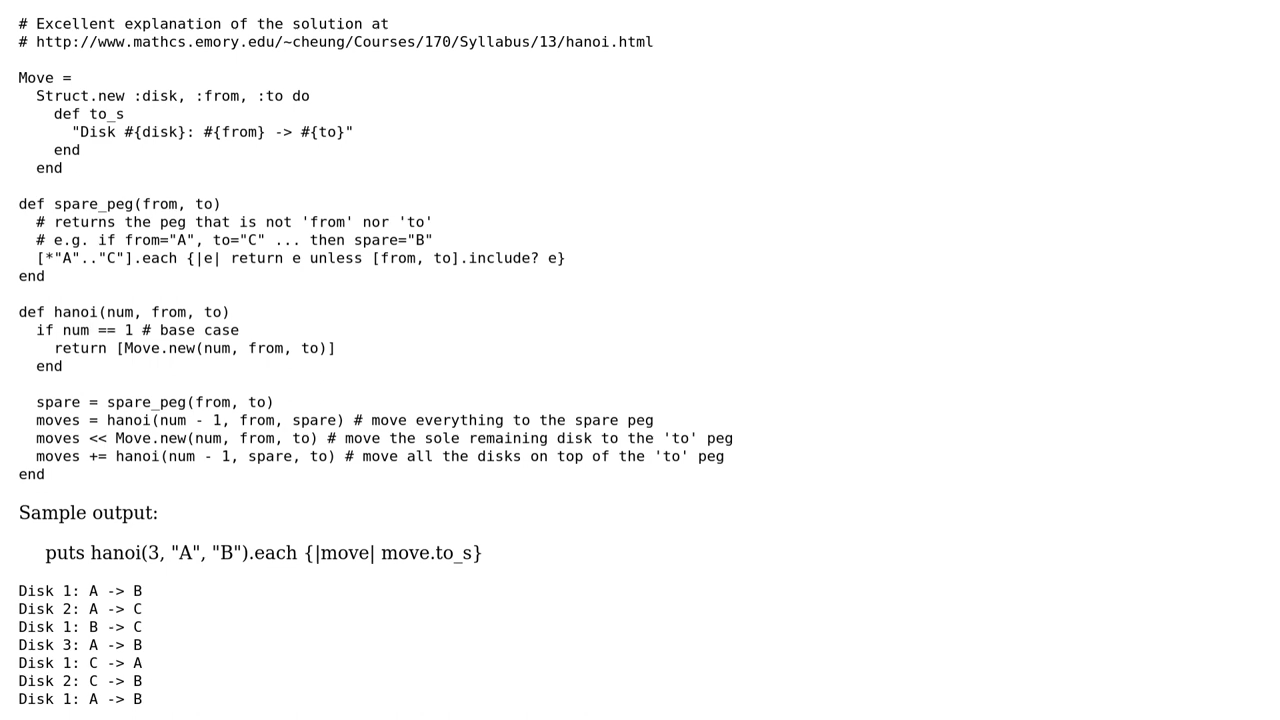 # Excellent explanation of the solution at
# http://www.mathcs.emory.edu/~cheung/Courses/170/Syllabus/13/hanoi.html

Move =
  Struct.new :disk, :from, :to do
    def to_s
      "Disk #{disk}: #{from} -> #{to}"
    end
  end

def spare_peg(from, to)
  # returns the peg that is not 'from' nor 'to'
  # e.g. if from="A", to="C" ... then spare="B"
  [*"A".."C"].each {|e| return e unless [from, to].include? e}
end

def hanoi(num, from, to)
  if num == 1 # base case
    return [Move.new(num, from, to)]
  end

  spare = spare_peg(from, to)
  moves = hanoi(num - 1, from, spare) # move everything to the spare peg
  moves << Move.new(num, from, to) # move the sole remaining disk to the 'to' peg
  moves += hanoi(num - 1, spare, to) # move all the disks on top of the 'to' peg
end

Sample output:

puts hanoi(3, "A", "B").each {|move| move.to_s}

Disk 1: A -> B
Disk 2: A -> C
Disk 1: B -> C
Disk 3: A -> B
Disk 1: C -> A
Disk 2: C -> B
Disk 1: A -> B